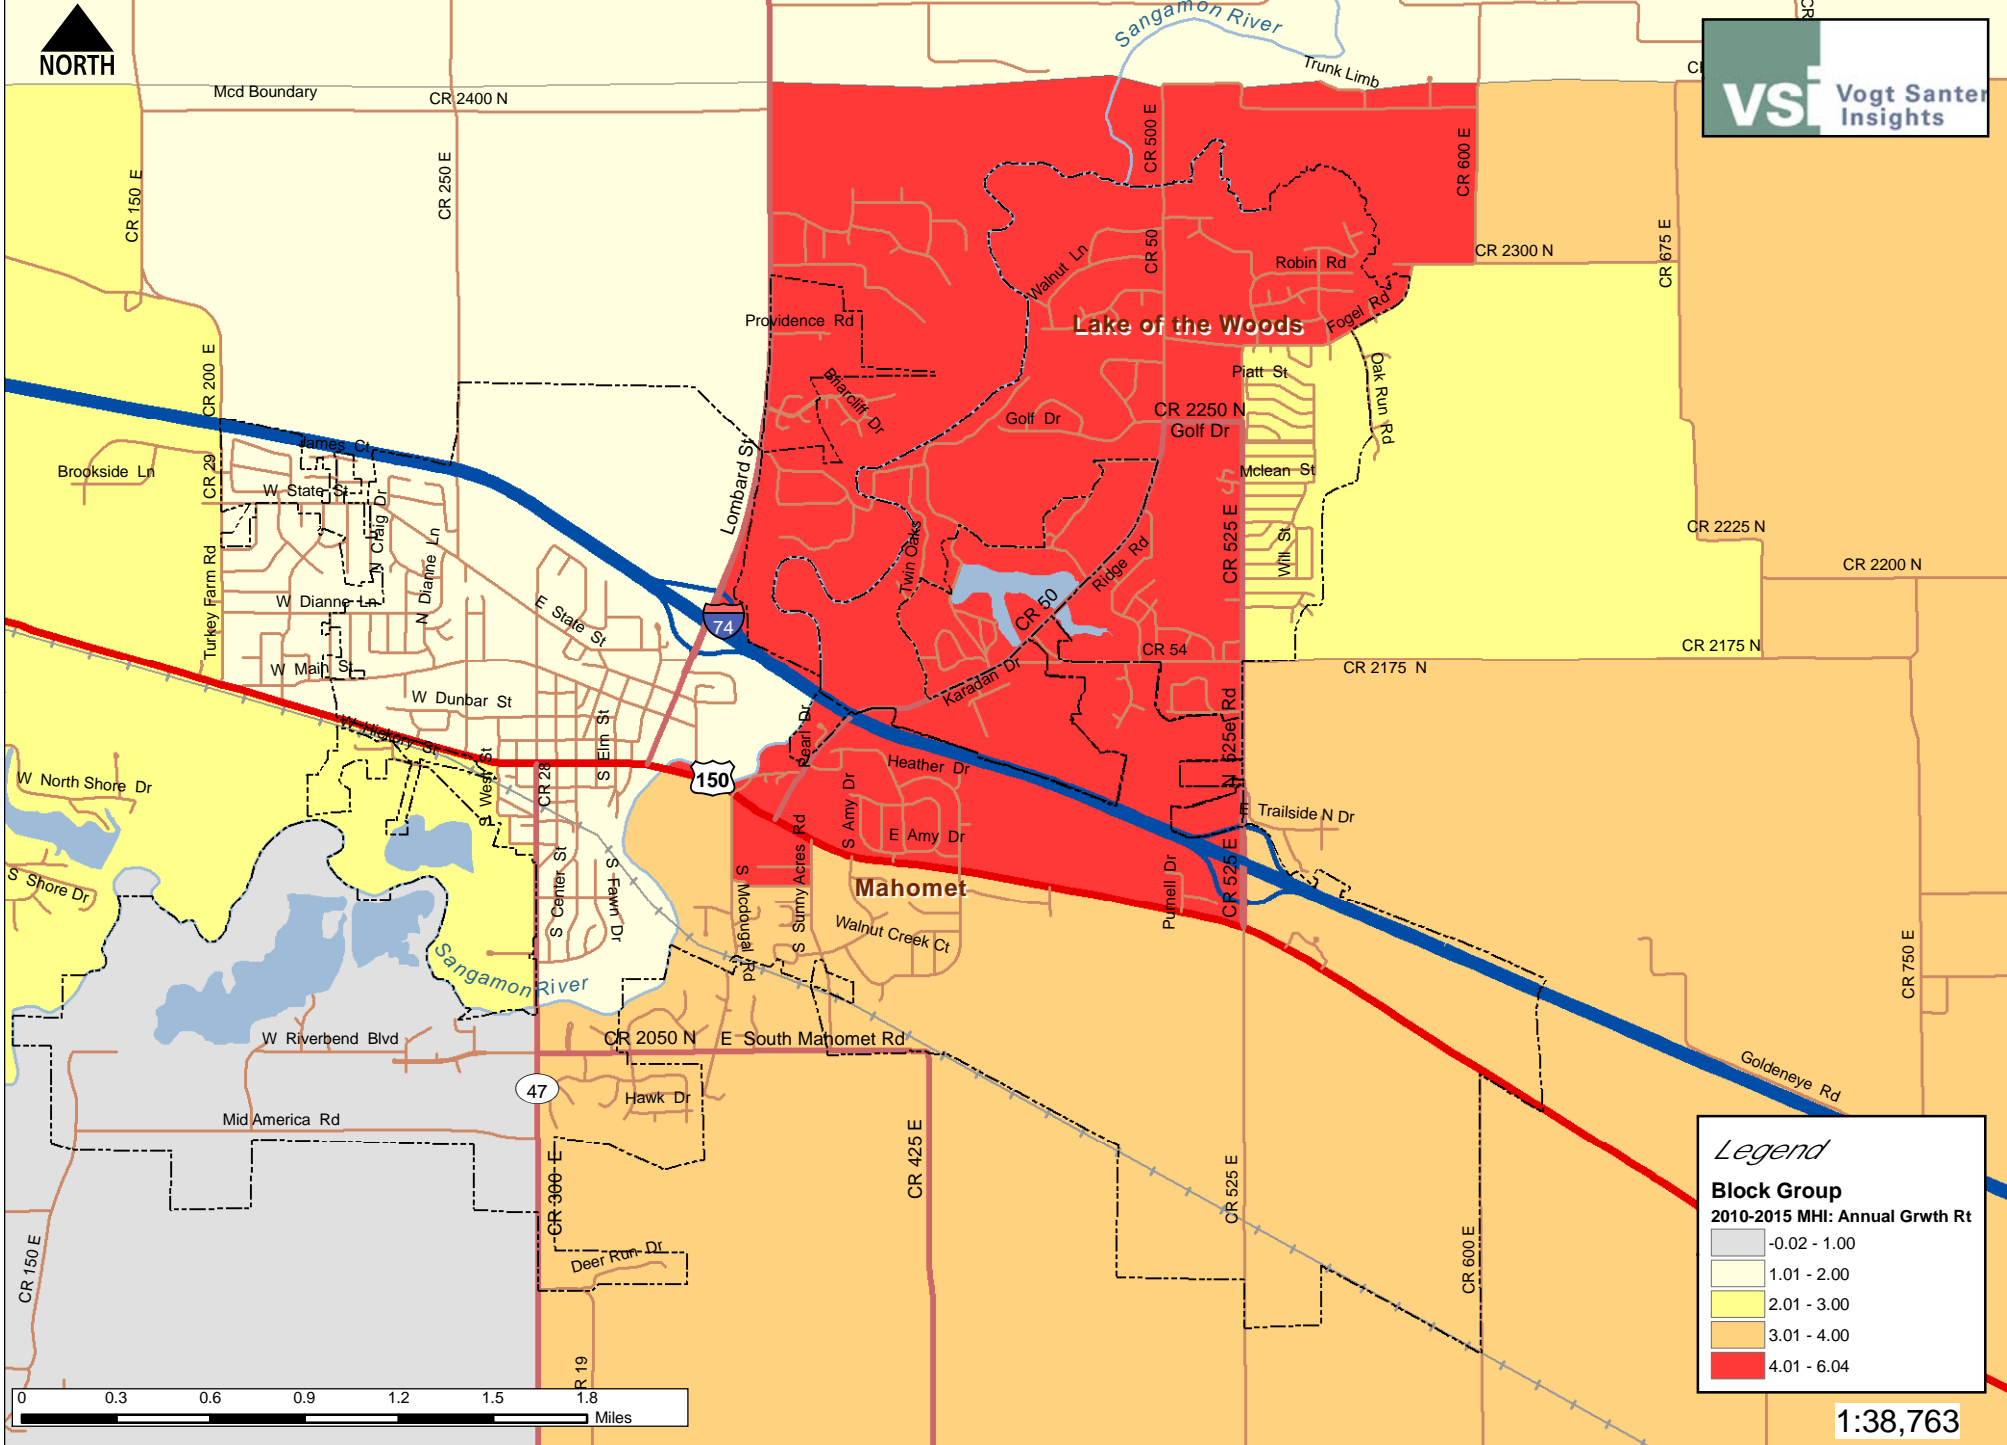 NORTH
Sangamon River
Trunk Limb
CR
Mcd Boundary
CR 2400 N
VSi Vogt Santer
Insights
CR 150 E
CR 250 E
CR 500 E
CR 600 E
CR 675 E
CR 50
Walnut Ln
Robin Rd
CR 2300 N
Providence Rd
Lake of the Woods
Fogel Rd
CR 200 E
Briarcliff Dr
Piatt St
Oak Run Rd
Golf Dr
CR 2250 N
Golf Dr
James Ct
Brookside Ln
CR 29
W State St
N Craig Dr
Lombard St
Mclean St
CR 2225 N
Turkey Farm Rd
N Dianne Ln
Twin Oaks
Ridge Rd
CR 525 E
Will St
CR 2200 N
W Dianne Ln
E State St
74
CR 50
CR 54
CR 2175 N
CR 2175 N
W Main St
W Dunbar St
Karadan Dr
W Hickory St
S Elm St
Pearl Dr
N 525e Rd
W North Shore Dr
S West St
CR 28
150
Heather Dr
S Amy Dr
E Amy Dr
E Trailside N Dr
S Shore Dr
S Center St
S Fawn Dr
S Mcdougal Rd
S Sunny Acres Rd
Mahomet
Walnut Creek Ct
Purnell Dr
CR 525 E
Sangamon River
CR 750 E
W Riverbend Blvd
CR 2050 N
E South Mahomet Rd
47
Hawk Dr
Goldeneye Rd
Mid America Rd
CR 300 E
CR 425 E
CR 525 E
CR 600 E
CR 150 E
Deer Run Dr
R 19
Legend
Block Group
2010-2015 MHI: Annual Grwth Rt
-0.02 - 1.00
1.01 - 2.00
2.01 - 3.00
3.01 - 4.00
4.01 - 6.04
0 0.3 0.6 0.9 1.2 1.5 1.8
Miles
1:38,763